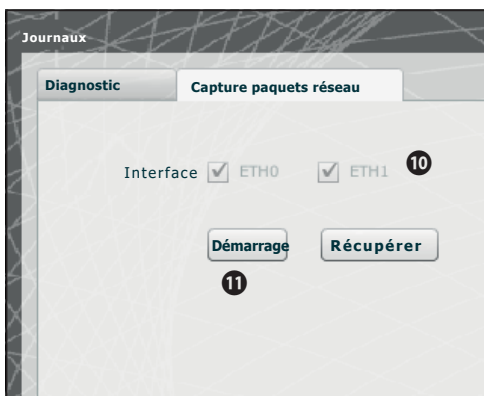 Journaux
Diagnostic Capture paquets réseau
Interface ETH0 ETH1 10
Démarrage Récupérer
11